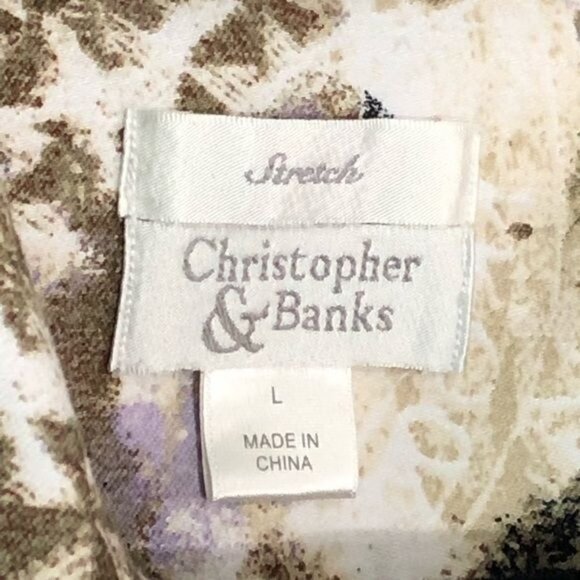 Stretch
Christopher
& Banks
L
MADE IN
CHINA